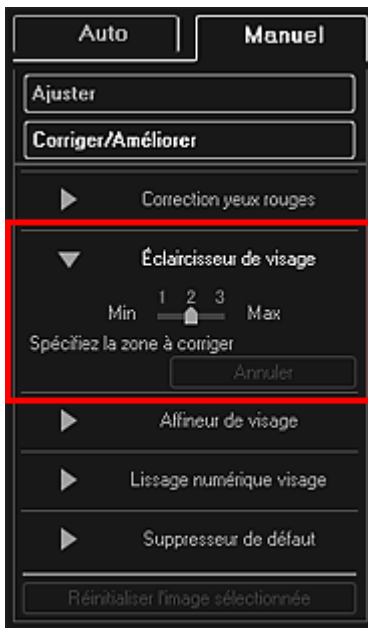 Auto Manuel
Ajuster
Corriger/Améliorer
Correction yeux rouges
Éclaircisseur de visage
1 2 3
Min Max
Spécifiez la zone à corriger
Annuler
Affineur de visage
Lissage numérique visage
Suppresseur de défaut
Réinitialiser l'image sélectionnée